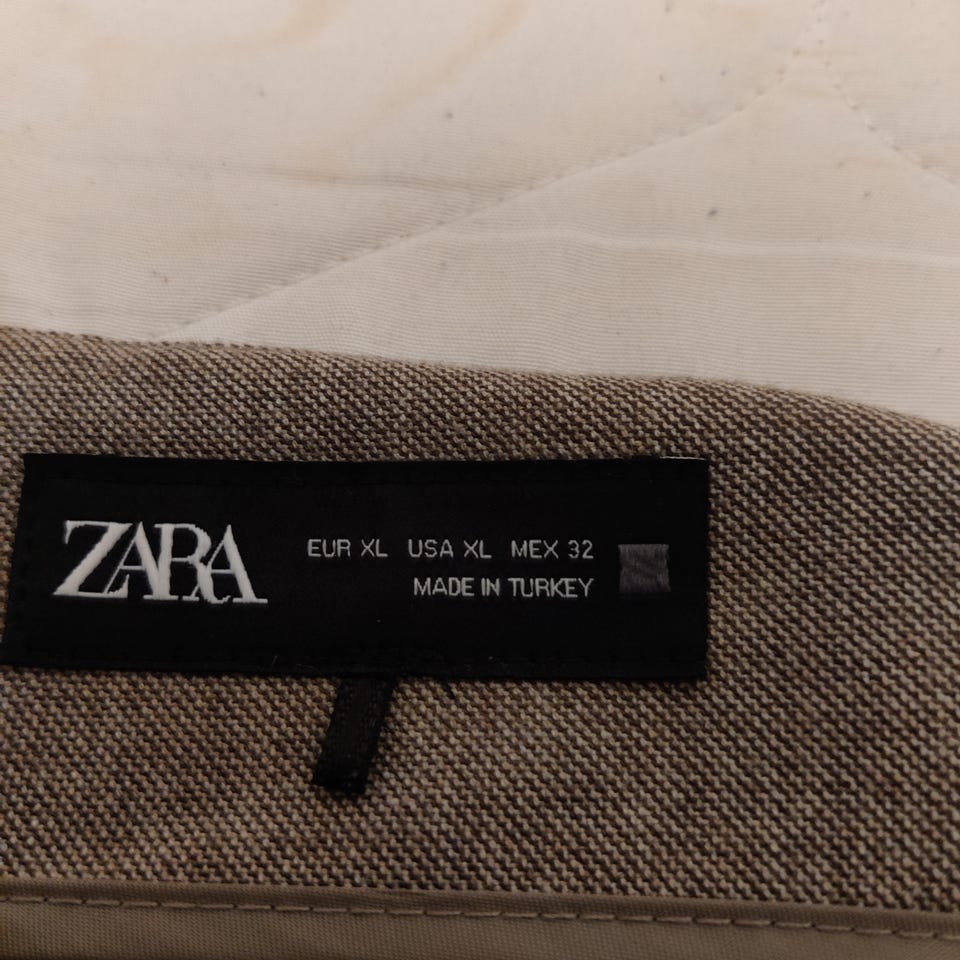 ZARA
EUR XL USA XL MEX 32
MADE IN TURKEY